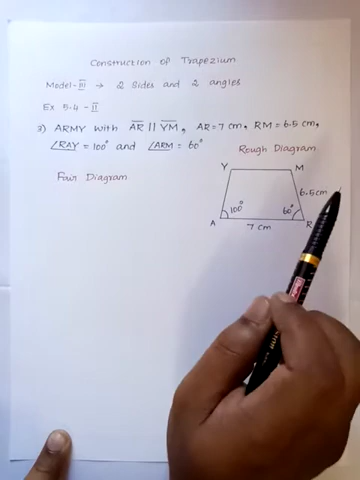 Construction of Trapezium
Model-III → 2 Sides and 2 angles
Ex 5.4 - II
3) ARMY with AR || YM, AR = 7 cm, RM = 6.5 cm,
∠RAY = 100° and ∠ARM = 60°
Rough Diagram
Fair Diagram
Y M
6.5 cm
100° 60°
A R
7 cm